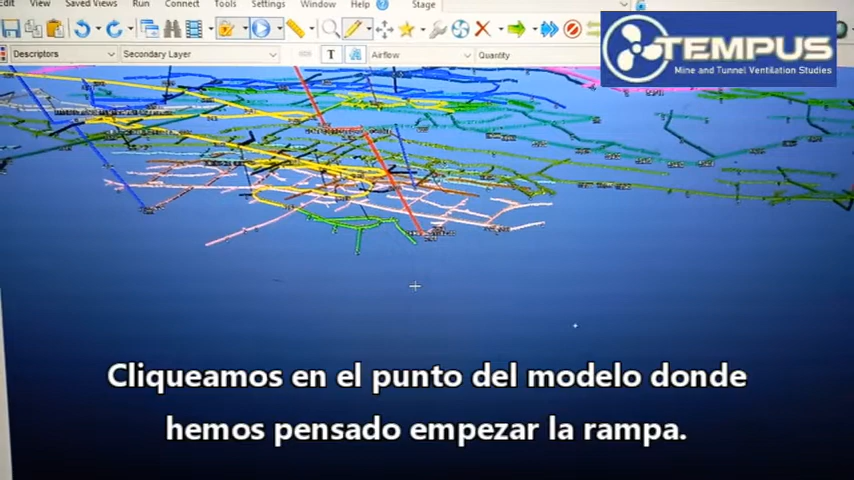 View Saved Views Run Connect Tools Settings Window Help Stage
Descriptors Secondary Layer T Airflow Quantity
TEMPUS
Mine and Tunnel Ventilation Studies
Cliqueamos en el punto del modelo donde
hemos pensado empezar la rampa.